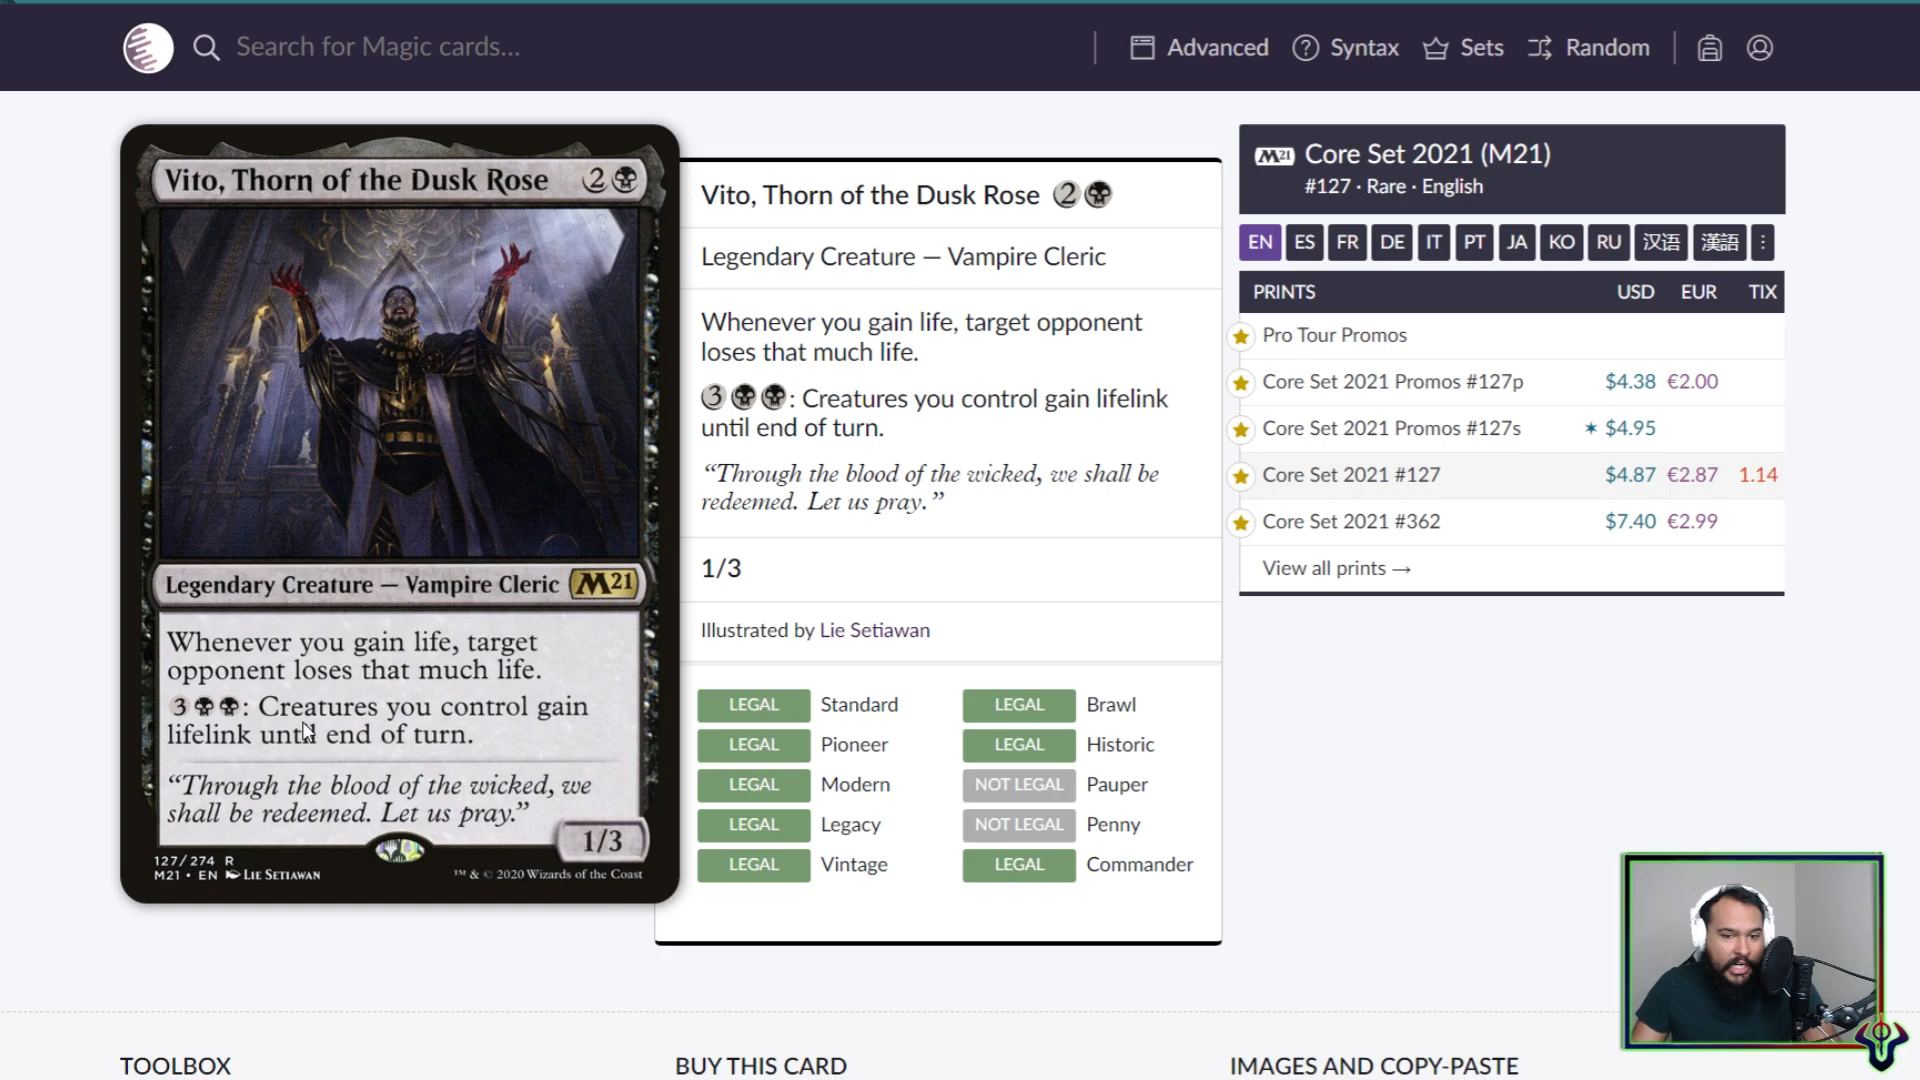 Search for Magic cards...
Advanced
Syntax
Sets
Random
Vito, Thorn of the Dusk Rose 2
Legendary Creature — Vampire Cleric M21
Whenever you gain life, target
opponent loses that much life.
3: Creatures you control gain
lifelink until end of turn.
“Through the blood of the wicked, we
shall be redeemed. Let us pray.”
1/3
127/274 R
M21 • EN LIE SETIAWAN
™ & © 2020 Wizards of the Coast
Vito, Thorn of the Dusk Rose 2
Legendary Creature — Vampire Cleric
Whenever you gain life, target opponent
loses that much life.
3: Creatures you control gain lifelink
until end of turn.
“Through the blood of the wicked, we shall be
redeemed. Let us pray.”
1/3
Illustrated by Lie Setiawan
LEGAL Standard LEGAL Brawl
LEGAL Pioneer LEGAL Historic
LEGAL Modern NOT LEGAL Pauper
LEGAL Legacy NOT LEGAL Penny
LEGAL Vintage LEGAL Commander
M21 Core Set 2021 (M21)
#127 · Rare · English
EN ES FR DE IT PT JA KO RU 汉语 漢語
PRINTS USD EUR TIX
Pro Tour Promos
Core Set 2021 Promos #127p $4.38 €2.00
Core Set 2021 Promos #127s $4.95
Core Set 2021 #127 $4.87 €2.87 1.14
Core Set 2021 #362 $7.40 €2.99
View all prints →
TOOLBOX
BUY THIS CARD
IMAGES AND COPY-PASTE